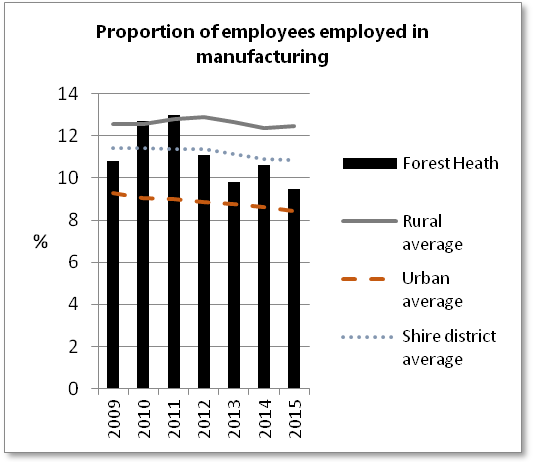 Proportion of employees employed in
manufacturing
14
12
10
8
6
4
2
0
%
2009
2010
2011
2012
2013
2014
2015
Forest Heath
Rural
average
Urban
average
Shire district
average